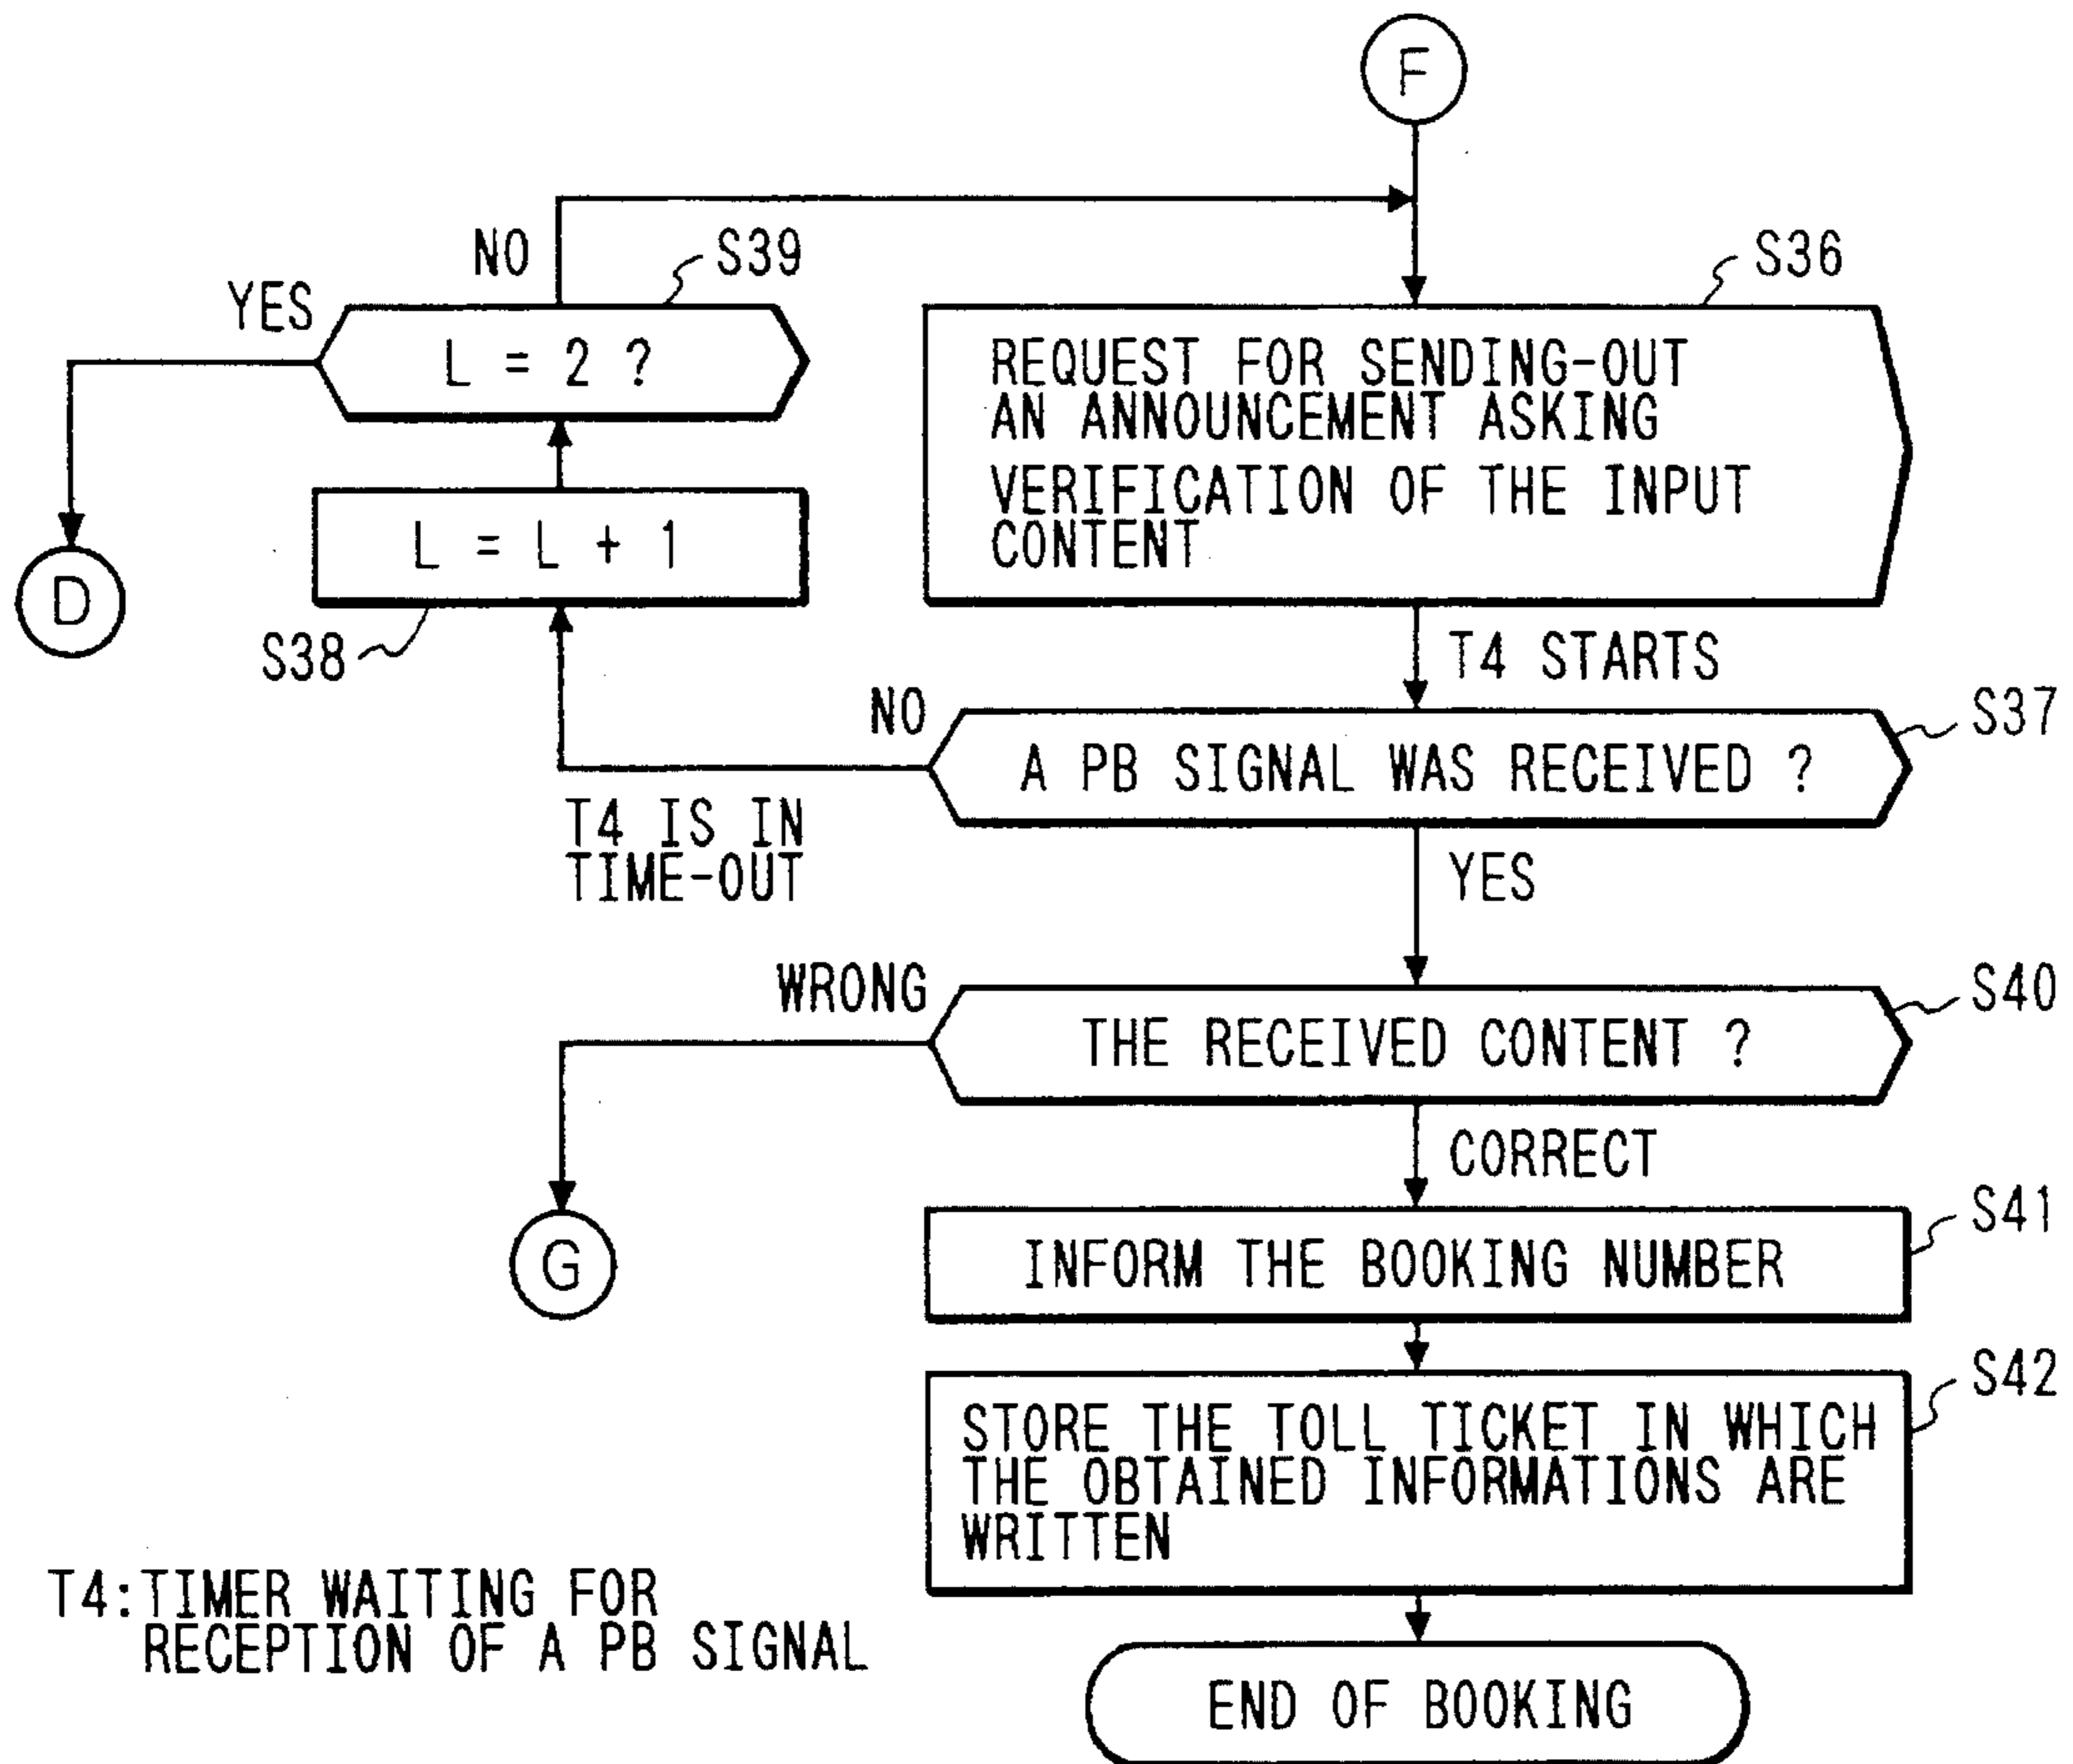 F
NO
S39
S36
YES
L = 2 ?
REQUEST FOR SENDING-OUT
AN ANNOUNCEMENT ASKING
VERIFICATION OF THE INPUT
CONTENT
L = L + 1
D
S38
T4 STARTS
NO
S37
A PB SIGNAL WAS RECEIVED ?
T4 IS IN
TIME-OUT
YES
WRONG
S40
THE RECEIVED CONTENT ?
CORRECT
G
S41
INFORM THE BOOKING NUMBER
S42
STORE THE TOLL TICKET IN WHICH
THE OBTAINED INFORMATIONS ARE
WRITTEN
T4:TIMER WAITING FOR
RECEPTION OF A PB SIGNAL
END OF BOOKING